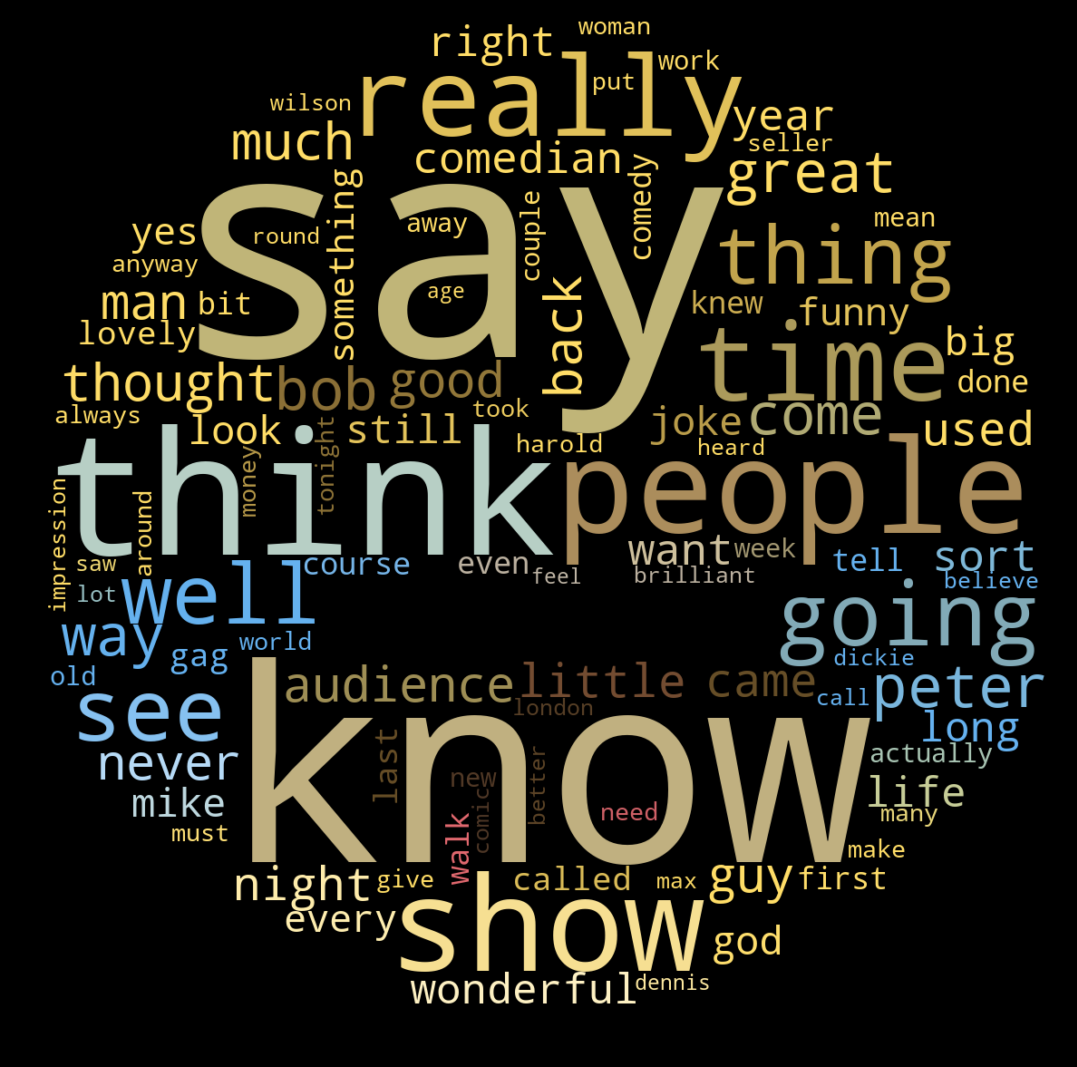 woman
right
work
really
put
wilson
year
much
seller
comedian
great
say
something
comedy
couple
away
mean
yes
round
thing
anyway
age
back
man
bit
knew
funny
lovely
time
big
thought
bob
good
done
always
took
joke
come
look
still
used
harold
heard
think
people
money
tonight
impression
around
want
week
saw
course
even
feel
brilliant
tell
sort
believe
lot
well
going
way
gag
world
dickie
old
audience
little
came
call
peter
see
london
know
long
never
last
actually
new
better
comic
need
walk
mike
life
many
must
make
night
give
called
max
guy
first
every
show
god
wonderful
dennis